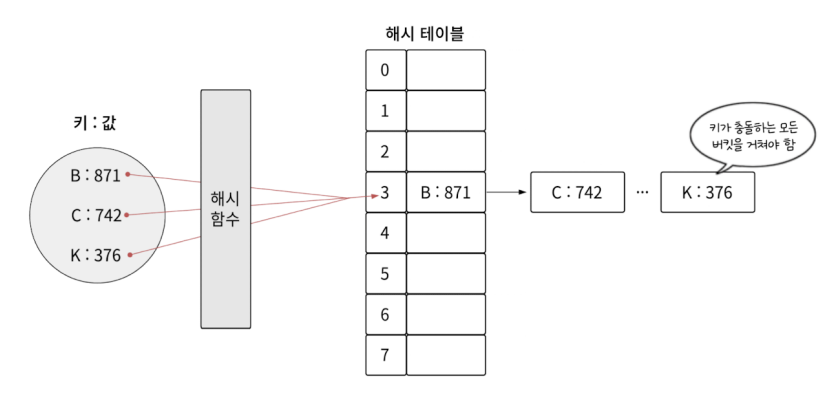 해시 테이블
0
1
키가 충돌하는 모든
버킷을 거쳐야 함
키 : 값
2
B : 871
해시
함수
3
B : 871
C : 742
...
K : 376
C : 742
4
K : 376
5
6
7